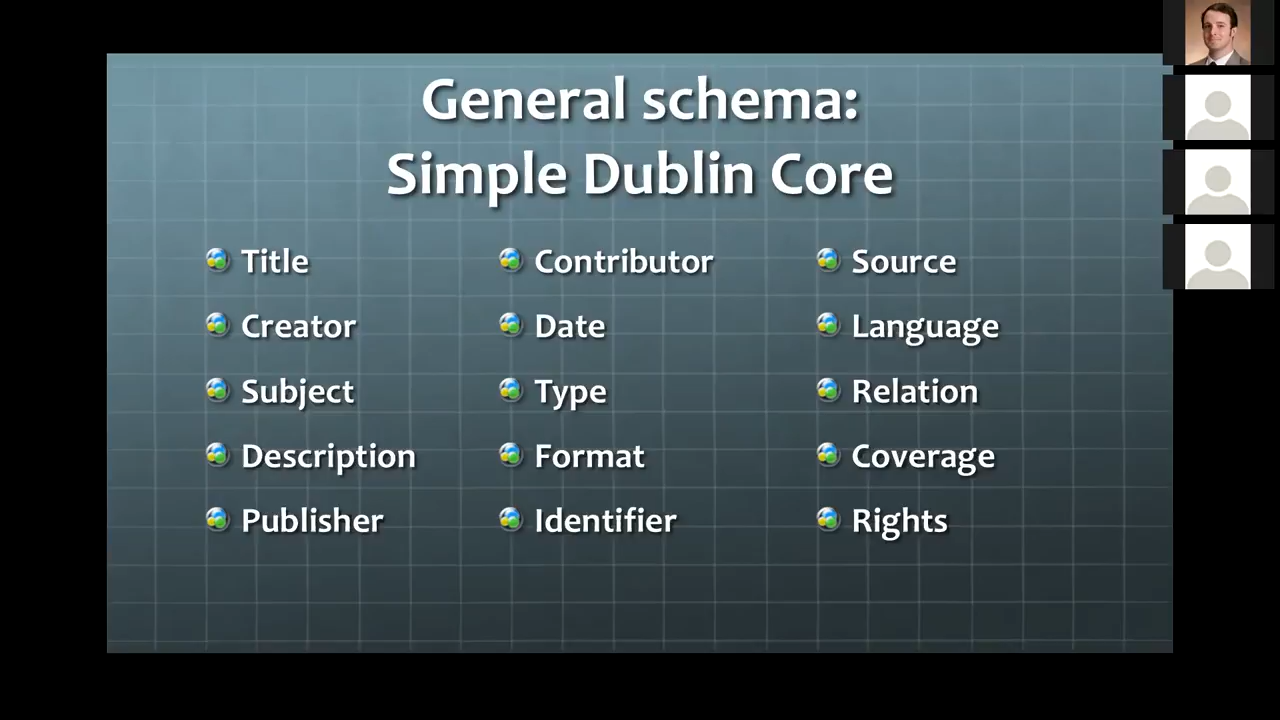 General schema:
Simple Dublin Core
Title
Creator
Subject
Description
Publisher
Contributor
Date
Type
Format
Identifier
Source
Language
Relation
Coverage
Rights